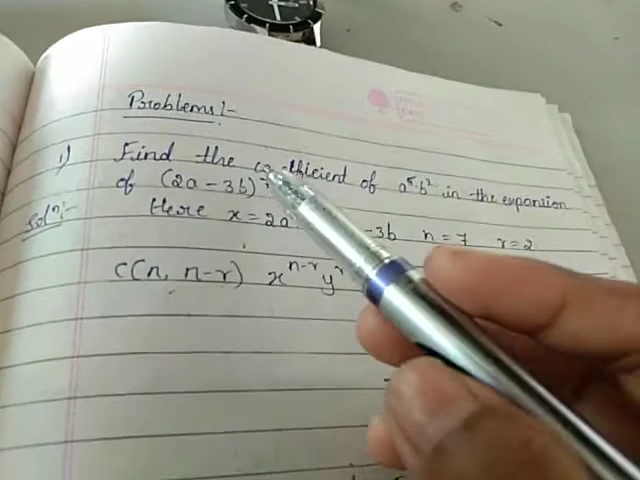 Problems:-
1) Find the co-efficient of a⁵b² in the expansion
of (2a - 3b)⁷
Solⁿ:- Here x = 2a -3b n = 7 r = 2
C(n, n-r) xⁿ⁻ʳ yʳ